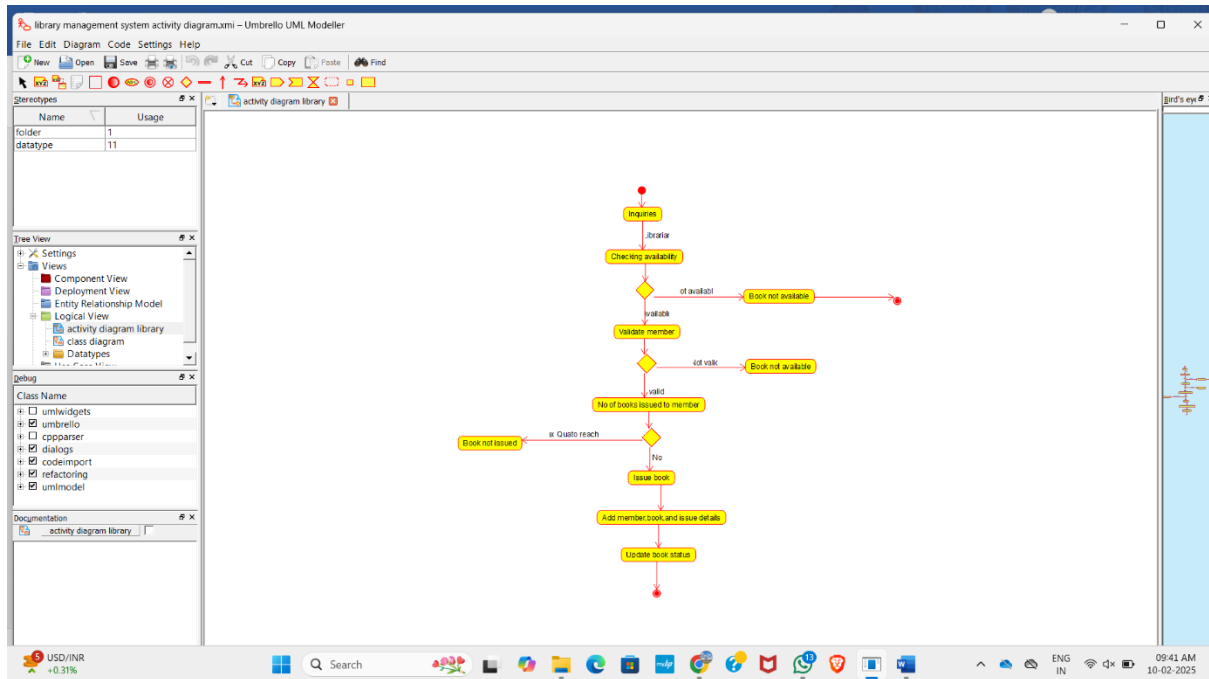 library management system activity diagram.xmi – Umbrello UML Modeller
File Edit Diagram Code Settings Help
New Open Save Cut Copy Paste Find
Stereotypes
activity diagram library
Bird's eye
Name Usage
folder 1
datatype 11
Tree View
Settings
Views
Component View
Deployment View
Entity Relationship Model
Logical View
activity diagram library
class diagram
Datatypes
Debug
Class Name
umlwidgets
umbrello
cppparser
dialogs
codeimport
refactoring
umlmodel
Documentation
activity diagram library
Inquiries
.ibrariar
Checking availability
ot availabl
Book not available
vailabl
Validate member
lot valic
Book not available
valid
No of books issued to member
x Quato reach
Book not issued
No
Issue book
Add member,book,and issue details
Update book status
5
USD/INR
+0.31%
Search
13
ENG
IN
09:41 AM
10-02-2025